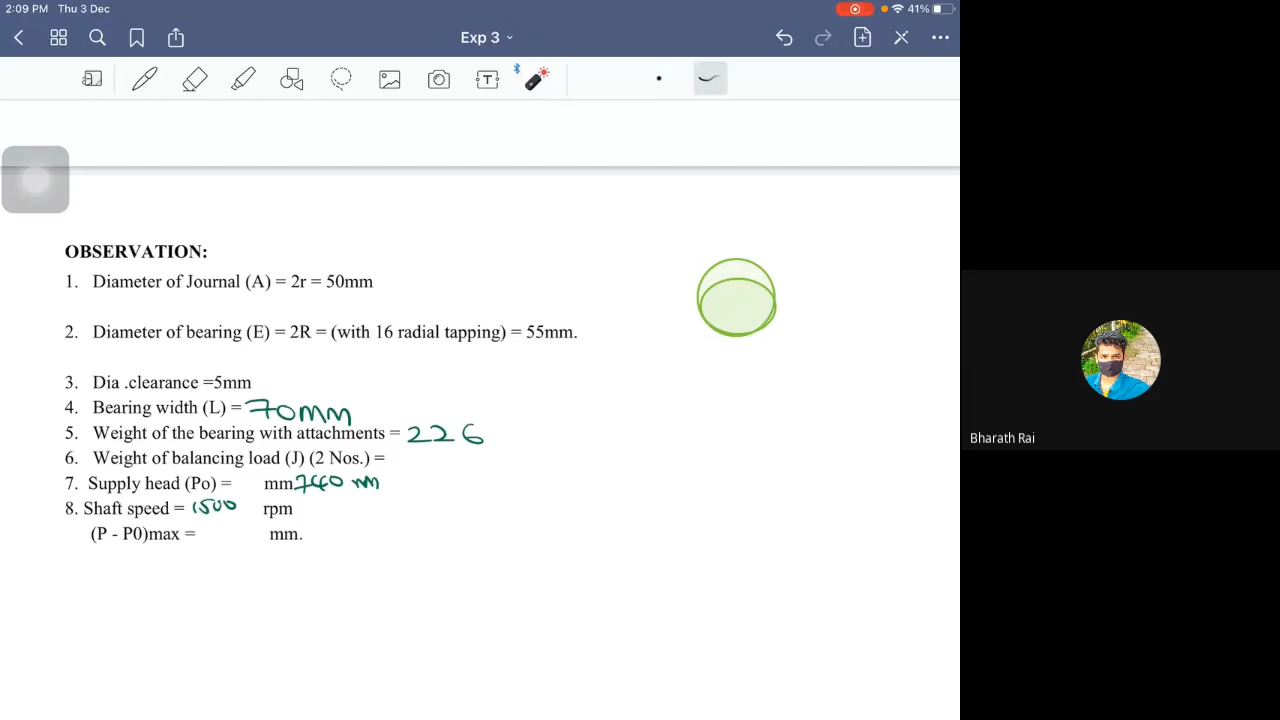 2:09 PM Thu 3 Dec
41%
Exp 3
T
OBSERVATION:
1. Diameter of Journal (A) = 2r = 50mm
2. Diameter of bearing (E) = 2R = (with 16 radial tapping) = 55mm.
3. Dia .clearance =5mm
4. Bearing width (L) = 70mm
5. Weight of the bearing with attachments = 226
6. Weight of balancing load (J) (2 Nos.) =
7. Supply head (Po) = mm 740
8. Shaft speed = 1500 rpm
(P - P0)max = mm.
Bharath Rai